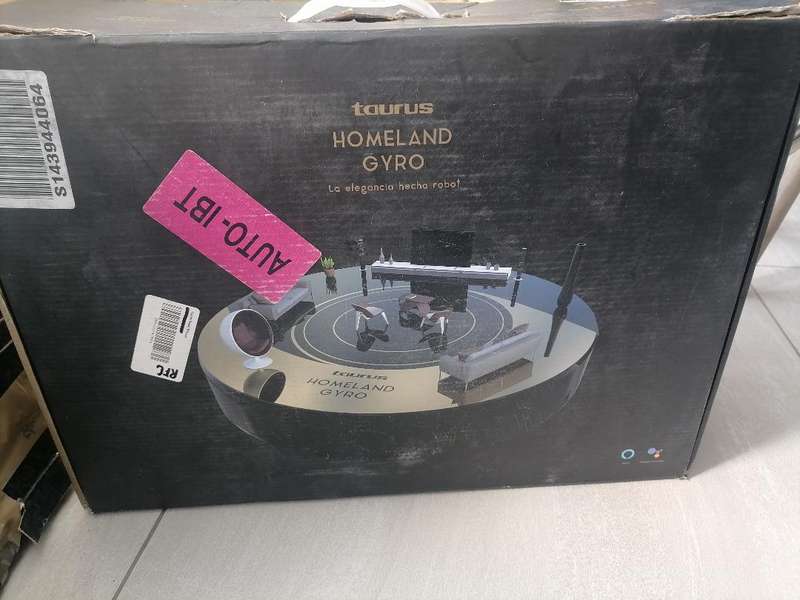 taurus
HOMELAND
GYRO
La elegancia hecha robot
S143944064
AUTO-IBT
RFC
taurus
HOMELAND
GYRO